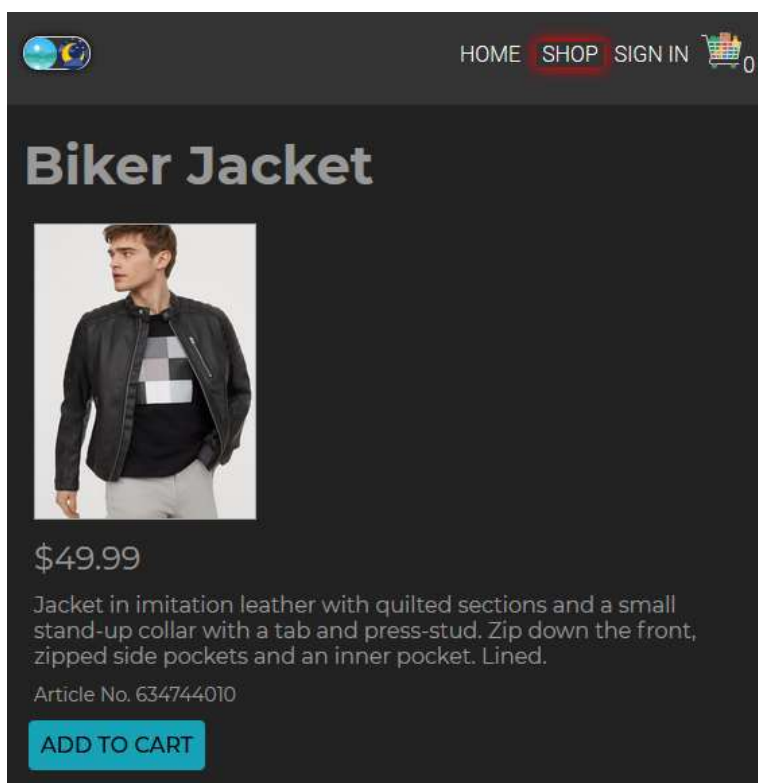 HOME SHOP SIGN IN 0
Biker Jacket
$49.99
Jacket in imitation leather with quilted sections and a small
stand-up collar with a tab and press-stud. Zip down the front,
zipped side pockets and an inner pocket. Lined.
Article No. 634744010
ADD TO CART